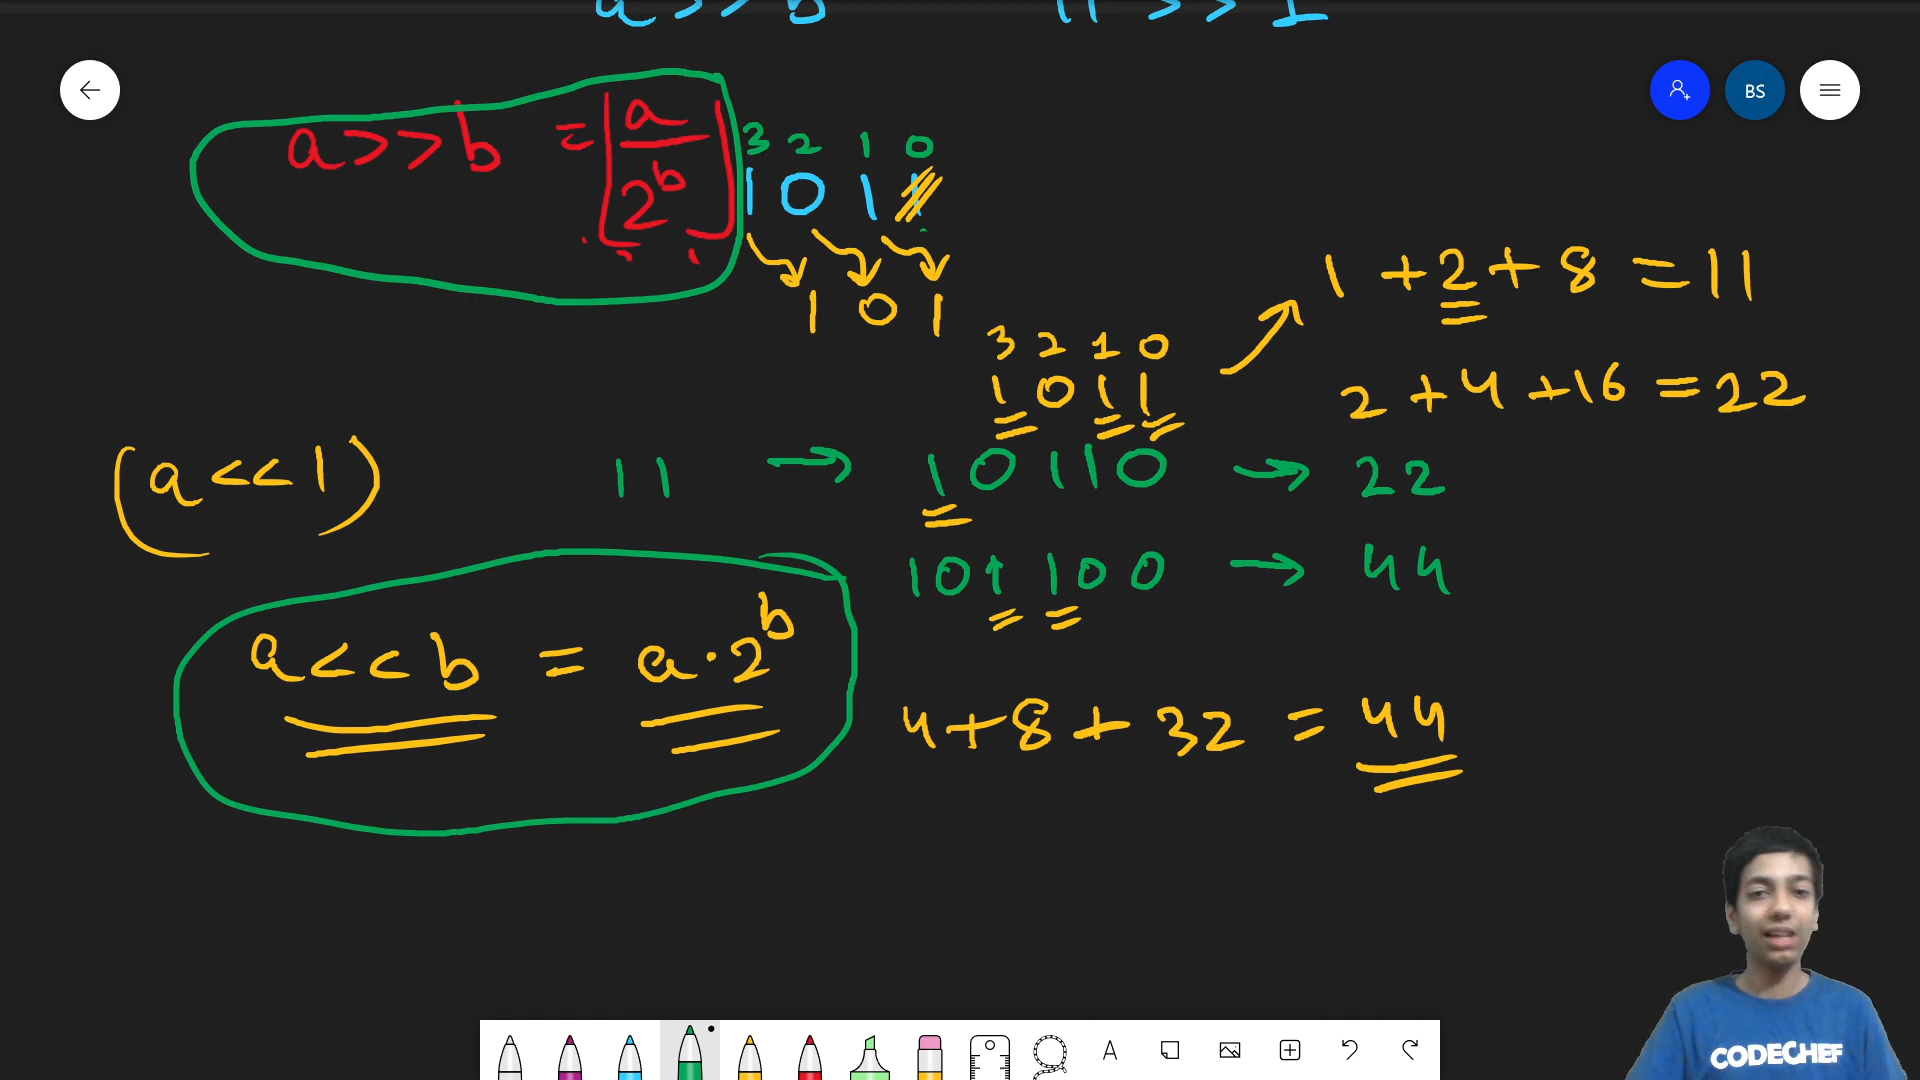 a >> b 11 >> 1
BS
a >> b = ⌊a/2^b⌋
3 2 1 0
1 0 1 1
1 0 1
1 + 2 + 8 = 11
3 2 1 0
1 0 1 1
2 + 4 + 16 = 22
(a << 1) 11 → 10110 → 22
101100 → 44
a << b = a · 2^b
4 + 8 + 32 = 44
CODECHEF
A